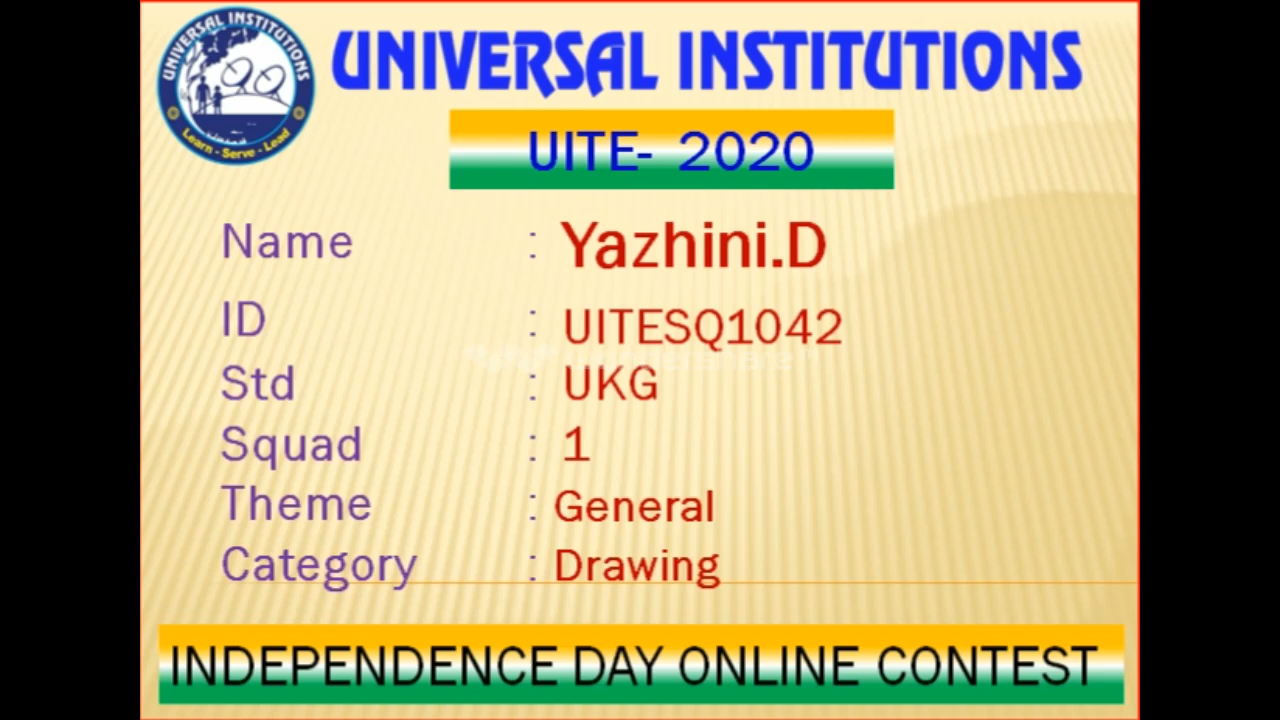 UNIVERSAL INSTITUTIONS
Learn - Serve - Lead
UNIVERSAL INSTITUTIONS
UITE- 2020
Name : Yazhini.D
ID : UITESQ1042
Std : UKG
Squad : 1
Theme : General
Category : Drawing
INDEPENDENCE DAY ONLINE CONTEST